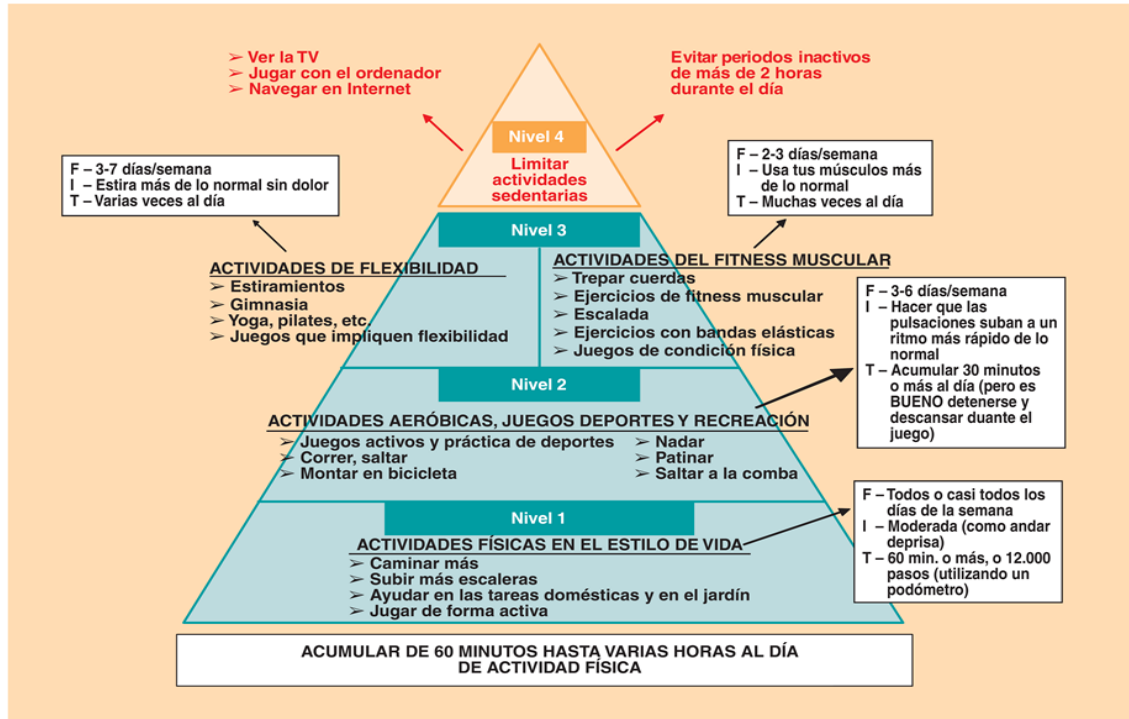 ➢ Ver la TV
➢ Jugar con el ordenador
➢ Navegar en Internet
Evitar periodos inactivos
de más de 2 horas
durante el día
Nivel 4
Limitar
actividades
sedentarias
F – 3-7 días/semana
I – Estira más de lo normal sin dolor
T – Varias veces al día
F – 2-3 días/semana
I – Usa tus músculos más
de lo normal
T – Muchas veces al día
Nivel 3
ACTIVIDADES DE FLEXIBILIDAD
➢ Estiramientos
➢ Gimnasia
➢ Yoga, pilates, etc.
➢ Juegos que impliquen flexibilidad
ACTIVIDADES DEL FITNESS MUSCULAR
➢ Trepar cuerdas
➢ Ejercicios de fitness muscular
➢ Escalada
➢ Ejercicios con bandas elásticas
➢ Juegos de condición física
F – 3-6 días/semana
I – Hacer que las
pulsaciones suban a un
ritmo más rápido de lo
normal
T – Acumular 30 minutos
o más al día (pero es
BUENO detenerse y
descansar duante el
juego)
Nivel 2
ACTIVIDADES AERÓBICAS, JUEGOS DEPORTES Y RECREACIÓN
➢ Juegos activos y práctica de deportes
➢ Correr, saltar
➢ Montar en bicicleta
➢ Nadar
➢ Patinar
➢ Saltar a la comba
F – Todos o casi todos los
días de la semana
I – Moderada (como andar
deprisa)
T – 60 min. o más, o 12.000
pasos (utilizando un
podómetro)
Nivel 1
ACTIVIDADES FÍSICAS EN EL ESTILO DE VIDA
➢ Caminar más
➢ Subir más escaleras
➢ Ayudar en las tareas domésticas y en el jardín
➢ Jugar de forma activa
ACUMULAR DE 60 MINUTOS HASTA VARIAS HORAS AL DÍA
DE ACTIVIDAD FÍSICA